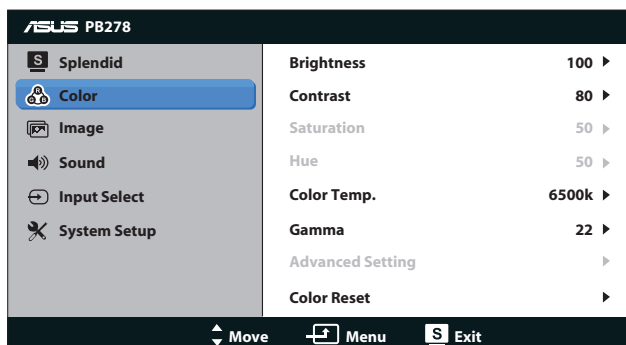 ASUS PB278
S Splendid
Color
Image
Sound
Input Select
System Setup
Brightness 100
Contrast 80
Saturation 50
Hue 50
Color Temp. 6500k
Gamma 22
Advanced Setting
Color Reset
Move Menu S Exit